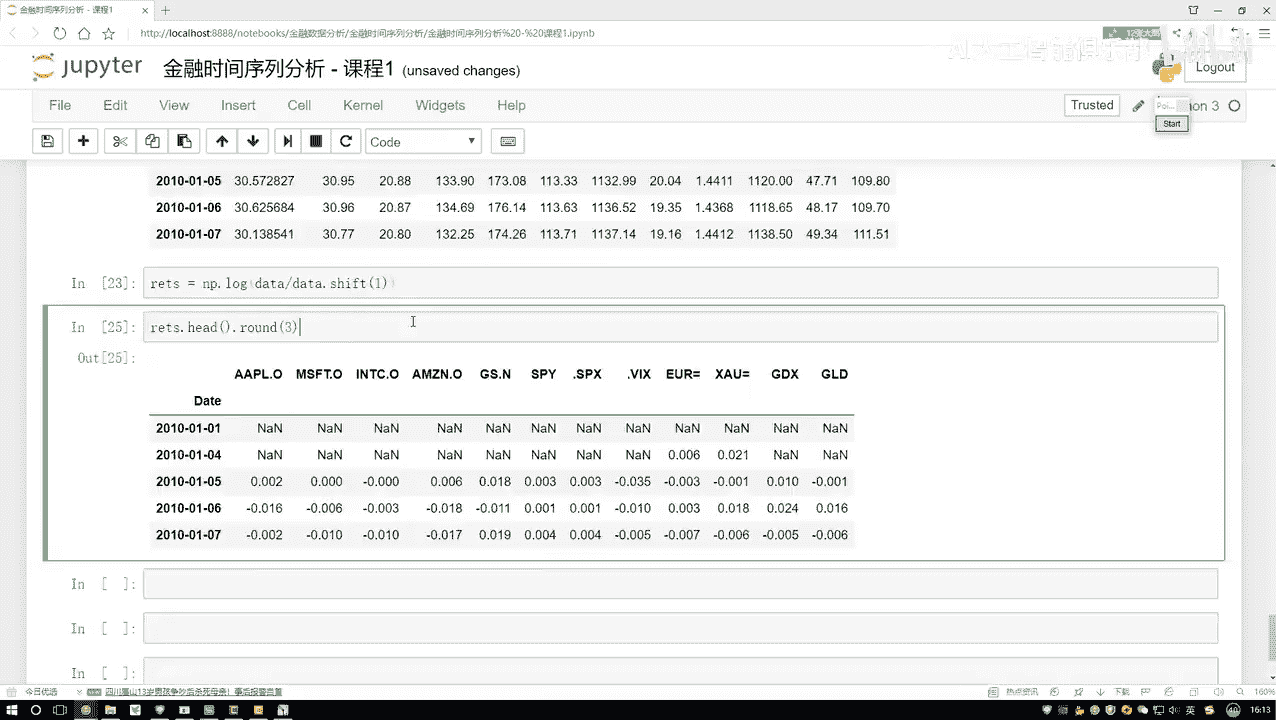 金融时间序列分析 - 课程1
http://localhost:8888/notebooks/金融数据分析/金融时间序列分析/金融时间序列分析%20-%20课程1.ipynb
jupyter 金融时间序列分析 - 课程1 (unsaved changes)
Logout
File Edit View Insert Cell Kernel Widgets Help
Trusted
on 3
Start
Code
2010-01-05 30.572827 30.95 20.88 133.90 173.08 113.33 1132.99 20.04 1.4411 1120.00 47.71 109.80
2010-01-06 30.625684 30.96 20.87 134.69 176.14 113.63 1136.52 19.35 1.4368 1118.65 48.17 109.70
2010-01-07 30.138541 30.77 20.80 132.25 174.26 113.71 1137.14 19.16 1.4412 1138.50 49.34 111.51
In [23]: rets = np.log(data/data.shift(1))
In [25]: rets.head().round(3)
Out[25]:
AAPL.O MSFT.O INTC.O AMZN.O GS.N SPY .SPX .VIX EUR= XAU= GDX GLD
Date
2010-01-01 NaN NaN NaN NaN NaN NaN NaN NaN NaN NaN NaN NaN
2010-01-04 NaN NaN NaN NaN NaN NaN NaN NaN 0.006 0.021 NaN NaN
2010-01-05 0.002 0.000 -0.000 0.006 0.018 0.003 0.003 -0.035 -0.003 -0.001 0.010 -0.001
2010-01-06 -0.016 -0.006 -0.003 -0.018 -0.011 0.001 0.001 -0.010 0.003 0.018 0.024 0.016
2010-01-07 -0.002 -0.010 -0.010 -0.017 0.019 0.004 0.004 -0.005 -0.007 -0.006 -0.005 -0.006
In [ ]:
In [ ]:
In [ ]:
今日优选
热点资讯 下载 160%
英 16:13